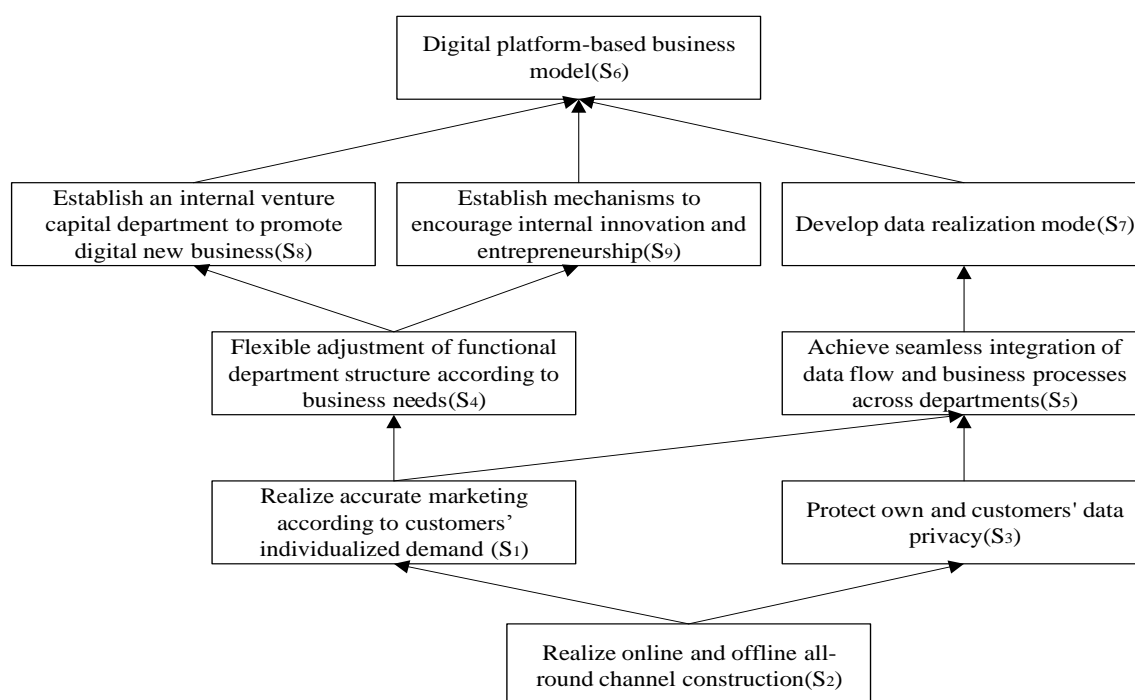 Digital platform-based business
model(S₆)
Establish an internal venture
capital department to promote
digital new business(S₈)
Establish mechanisms to
encourage internal innovation and
entrepreneurship(S₉)
Develop data realization mode(S₇)
Flexible adjustment of functional
department structure according to
business needs(S₄)
Achieve seamless integration of
data flow and business processes
across departments(S₅)
Realize accurate marketing
according to customers’
individualized demand (S₁)
Protect own and customers' data
privacy(S₃)
Realize online and offline all-
round channel construction(S₂)